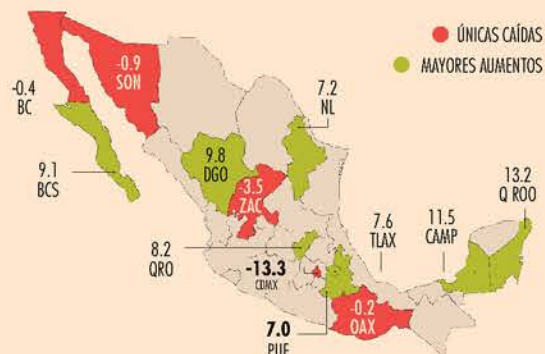 ÚNICAS CAÍDAS
MAYORES AUMENTOS
-0.9
SON
-0.4
BC
7.2
NL
9.1
BCS
9.8
DGO
-3.5
ZAC
13.2
Q ROO
7.6
TLAX
11.5
CAMP
8.2
QRO
-13.3
CDMX
-0.2
OAX
7.0
PUE